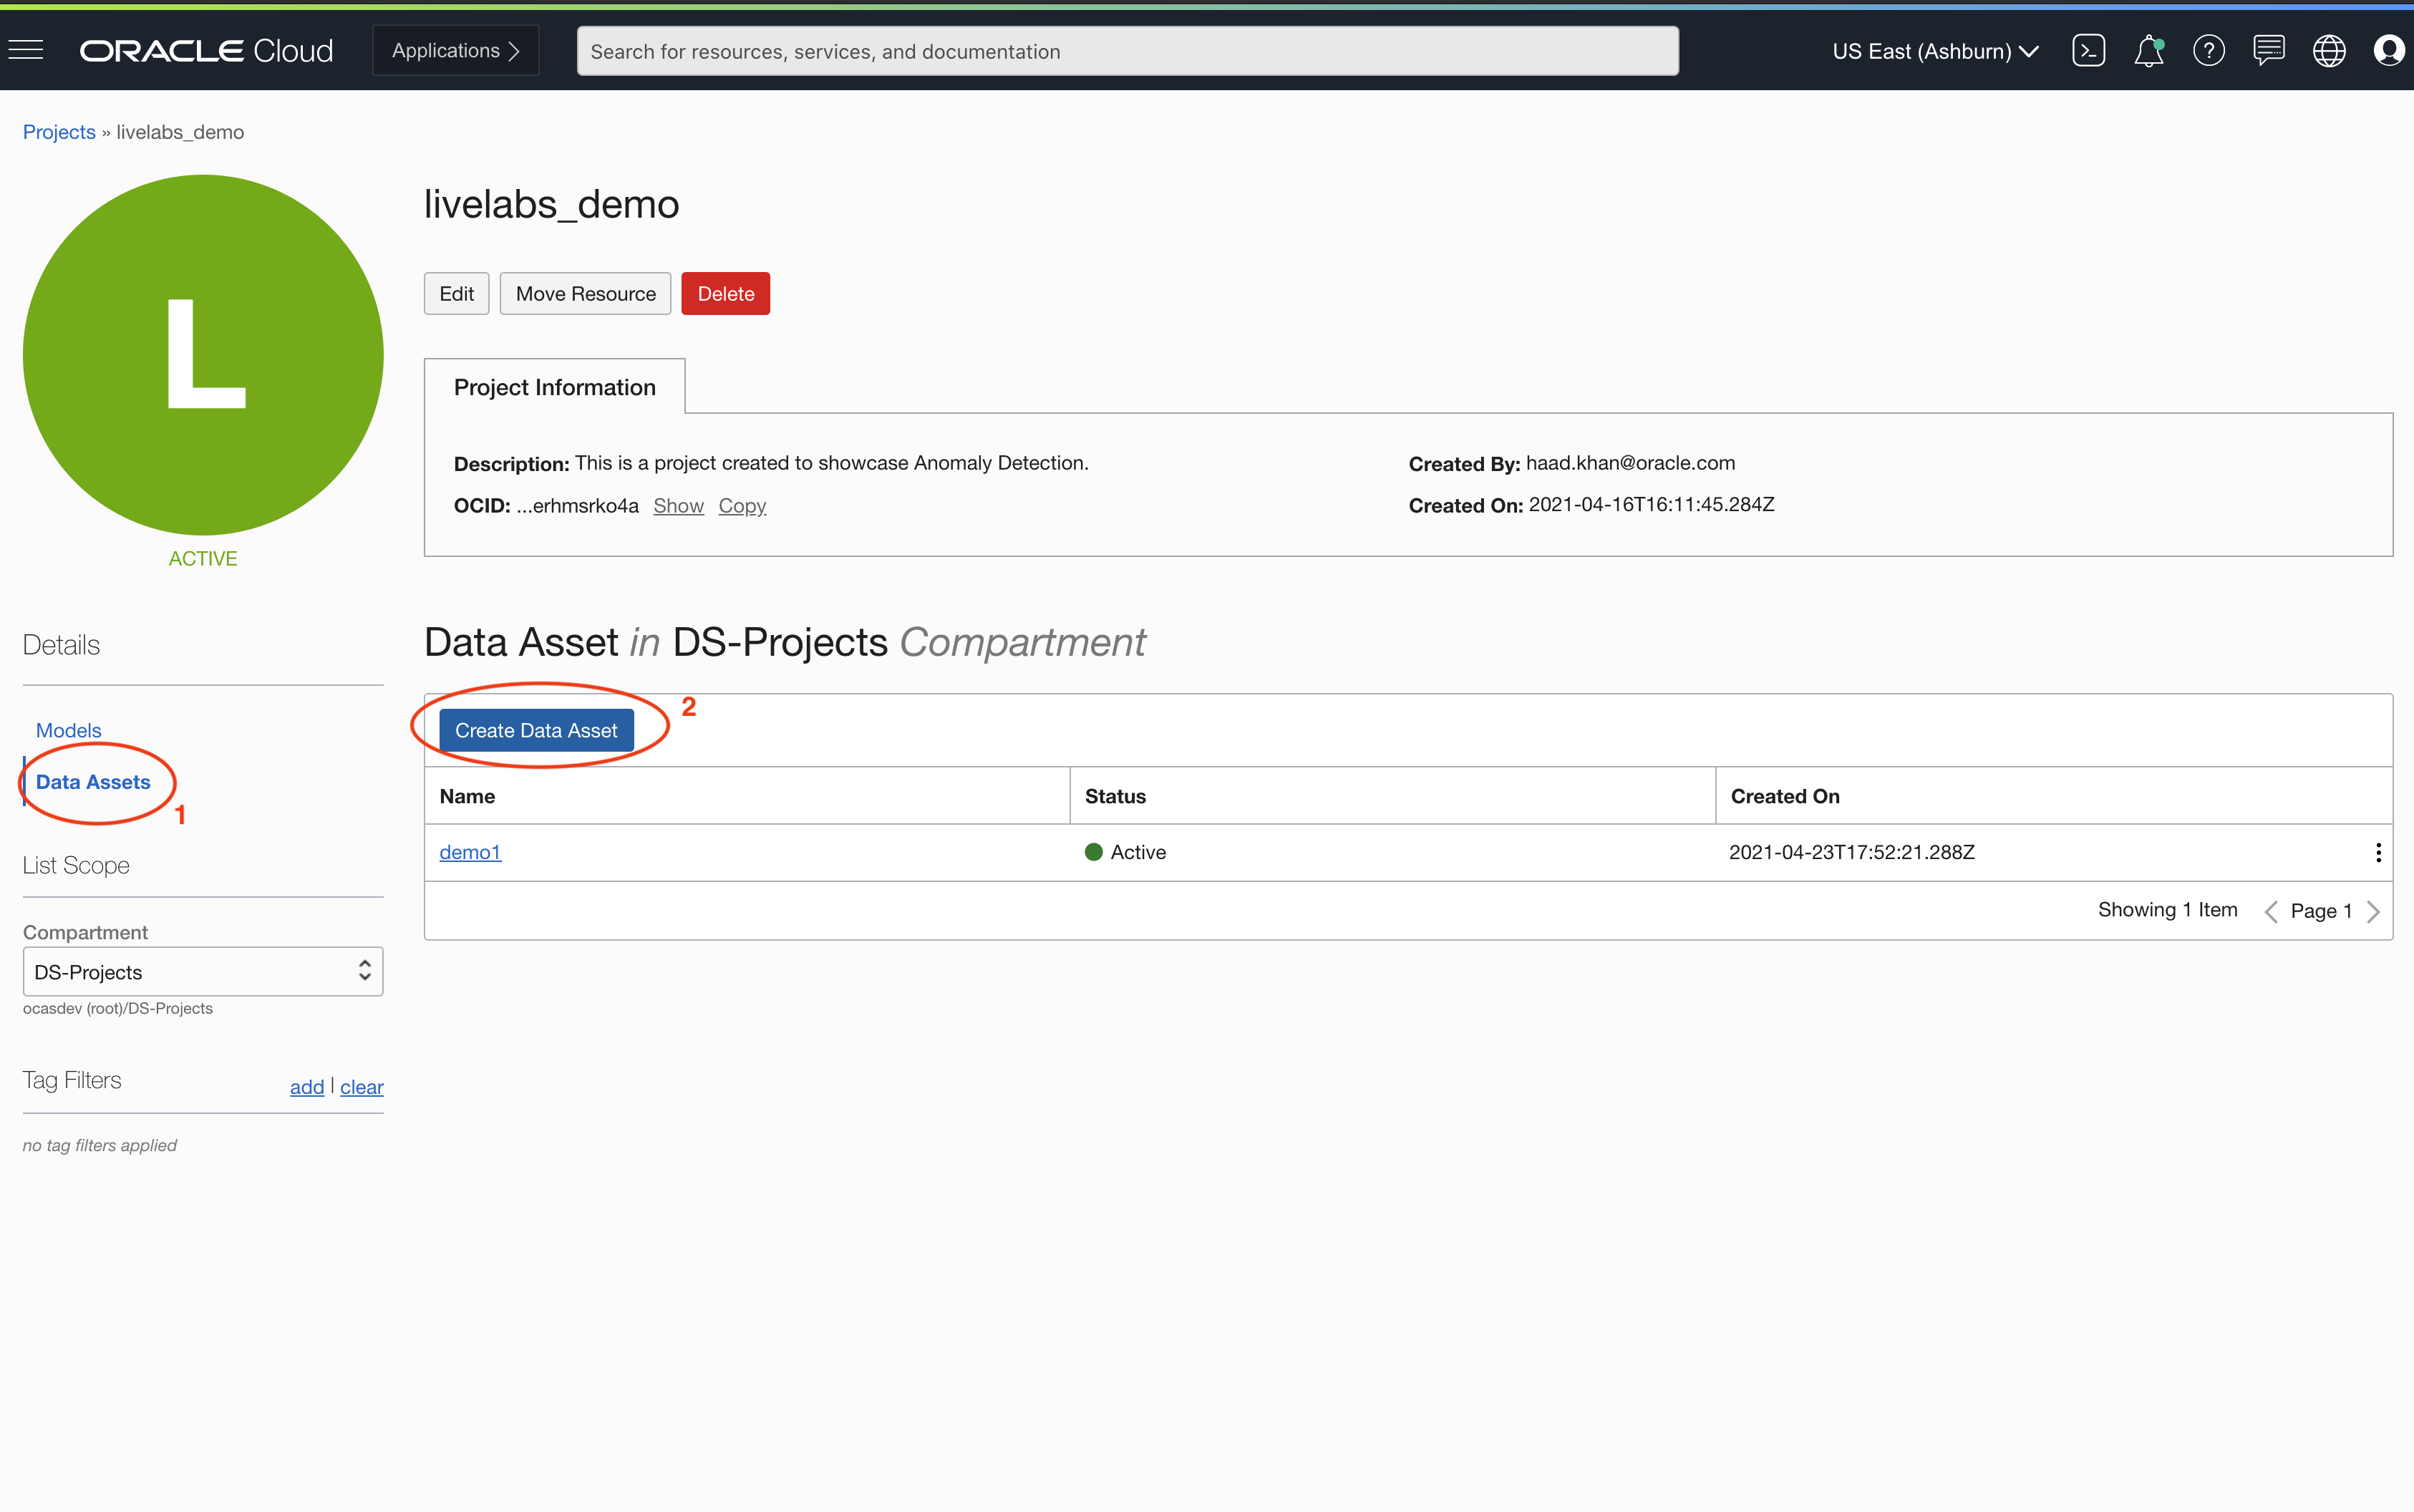 ORACLE Cloud
Applications
Search for resources, services, and documentation
US East (Ashburn)
Projects » livelabs_demo
L
ACTIVE
livelabs_demo
Edit
Move Resource
Delete
Project Information
Description: This is a project created to showcase Anomaly Detection.
OCID: ...erhmsrko4a Show Copy
Created By: haad.khan@oracle.com
Created On: 2021-04-16T16:11:45.284Z
Details
Models
Data Assets
1
List Scope
Compartment
DS-Projects
ocasdev (root)/DS-Projects
Tag Filters
add | clear
no tag filters applied
Data Asset in DS-Projects Compartment
Create Data Asset
2
Name Status Created On
demo1 Active 2021-04-23T17:52:21.288Z
Showing 1 Item Page 1